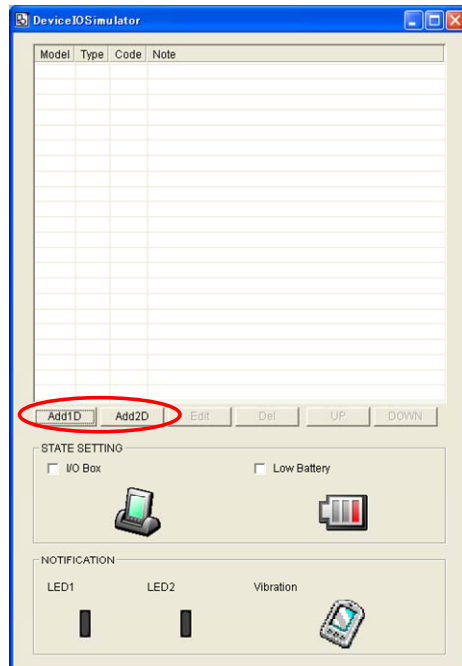 DeviceIOSimulator
Model Type Code Note
Add1D Add2D Edit Del UP DOWN
STATE SETTING
I/O Box Low Battery
NOTIFICATION
LED1 LED2 Vibration